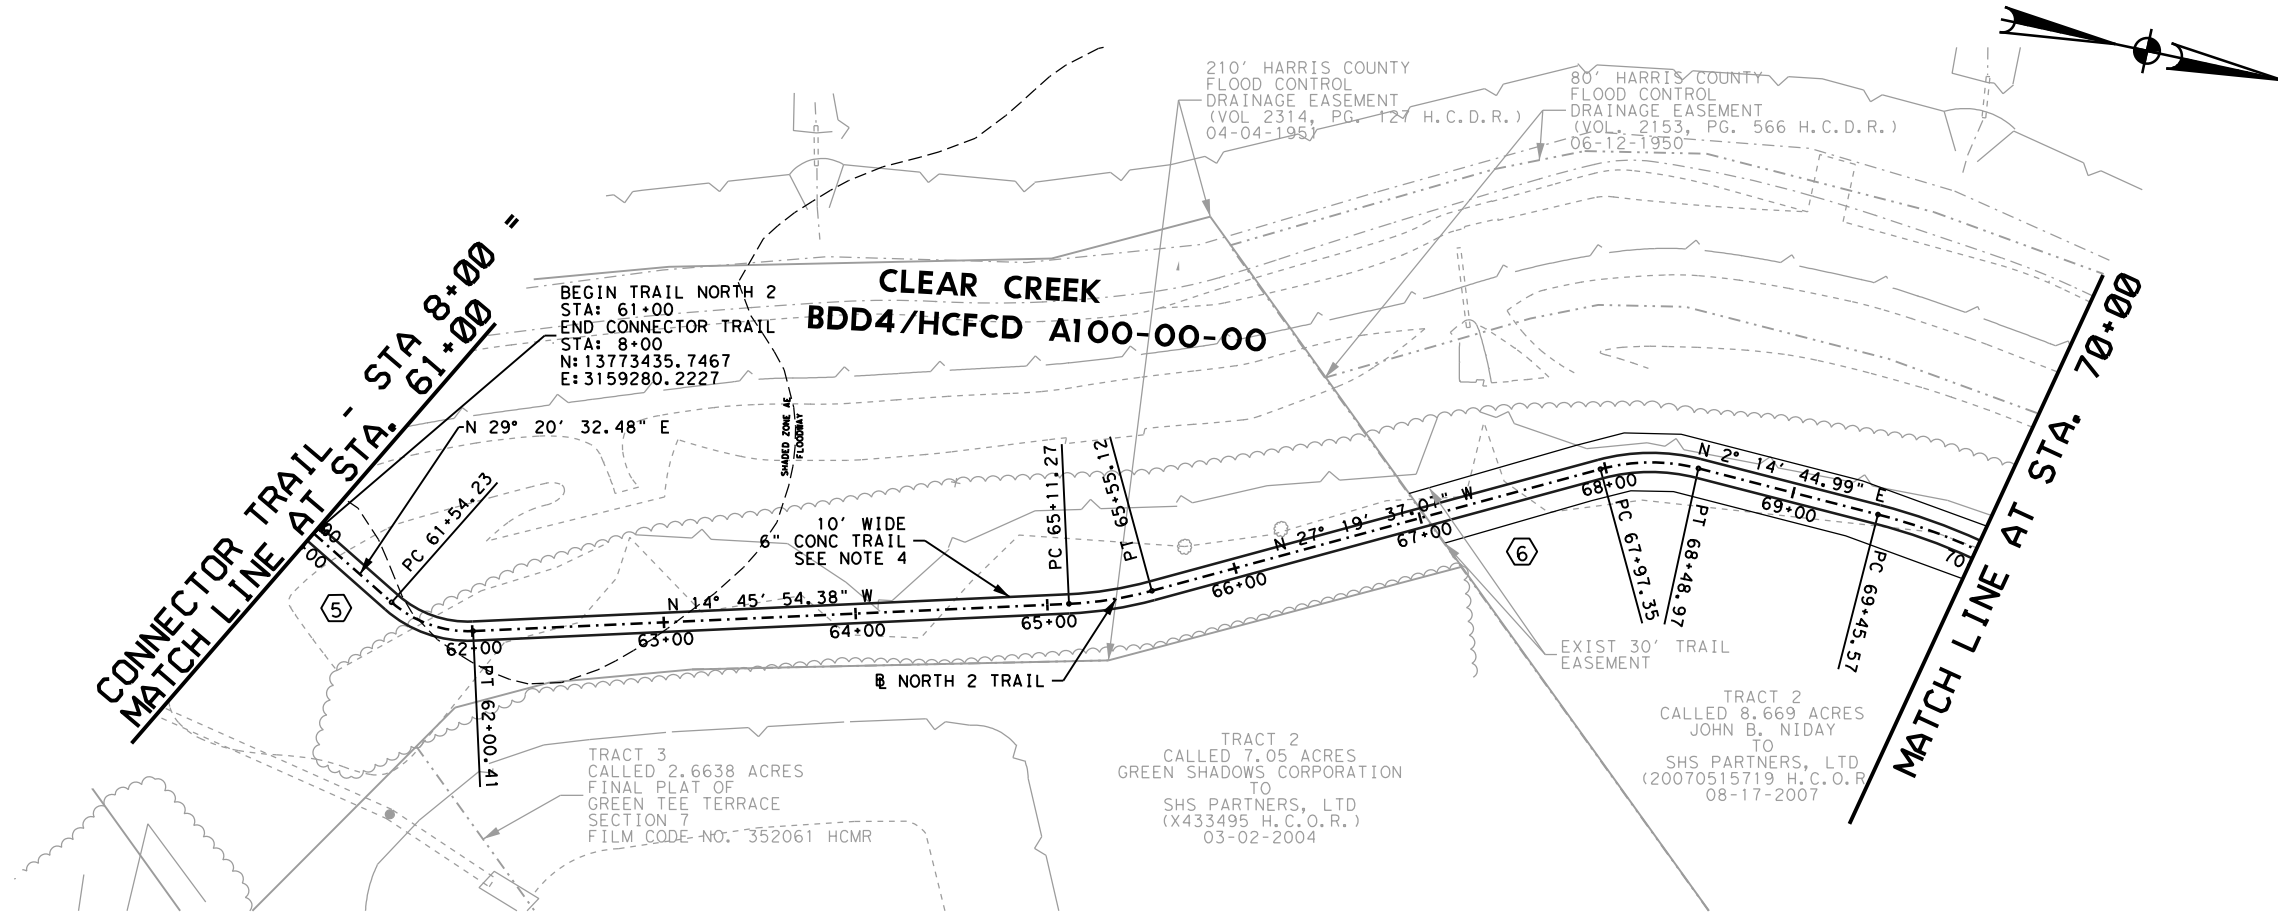 210' HARRIS COUNTY
FLOOD CONTROL
DRAINAGE EASEMENT
(VOL 2314, PG. 127 H.C.D.R.)
04-04-1951
80' HARRIS COUNTY
FLOOD CONTROL
DRAINAGE EASEMENT
(VOL. 2153, PG. 566 H.C.D.R.)
06-12-1950
CONNECTOR TRAIL - STA 8+00 =
MATCH LINE AT STA. 61+00
BEGIN TRAIL NORTH 2
STA: 61+00
END CONNECTOR TRAIL
STA: 8+00
N:13773435.7467
E:3159280.2227
CLEAR CREEK
BDD4/HCFCD A100-00-00
SHADED ZONE AE
FLOODWAY
N 29° 20' 32.48" E
PC 61+54.23
10' WIDE
6" CONC TRAIL
SEE NOTE 4
PC 65+11.27
PT 65+55.12
N 14° 45' 54.38" W
N 27° 19' 37.01" W
N 2° 14' 44.99" E
5
62+00
63+00
64+00
65+00
66+00
67+00
68+00
69+00
70
6
PT 62+00.41
PC 67+97.35
PT 68+48.97
PC 69+45.57
B NORTH 2 TRAIL
EXIST 30' TRAIL
EASEMENT
MATCH LINE AT STA. 70+00
TRACT 3
CALLED 2.6638 ACRES
FINAL PLAT OF
GREEN TEE TERRACE
SECTION 7
FILM CODE NO. 352061 HCMR
TRACT 2
CALLED 7.05 ACRES
GREEN SHADOWS CORPORATION
TO
SHS PARTNERS, LTD
(X433495 H.C.O.R.)
03-02-2004
TRACT 2
CALLED 8.669 ACRES
JOHN B. NIDAY
TO
SHS PARTNERS, LTD
(20070515719 H.C.O.R
08-17-2007